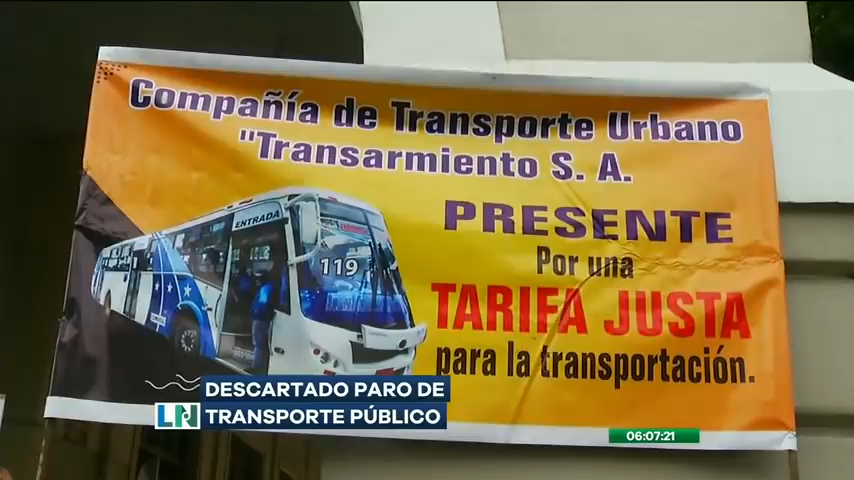 Compañía de Transporte Urbano
"Transarmiento S. A.
PRESENTE
Por una
TARIFA JUSTA
para la transportación.
ENTRADA
119
DESCARTADO PARO DE
TRANSPORTE PÚBLICO
LN
06:07:21